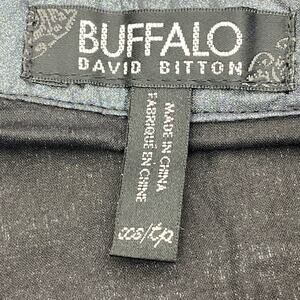 BUFFALO
DAVID BITTON
MADE IN CHINA
FABRIQUÉ EN CHINE
xs/tp